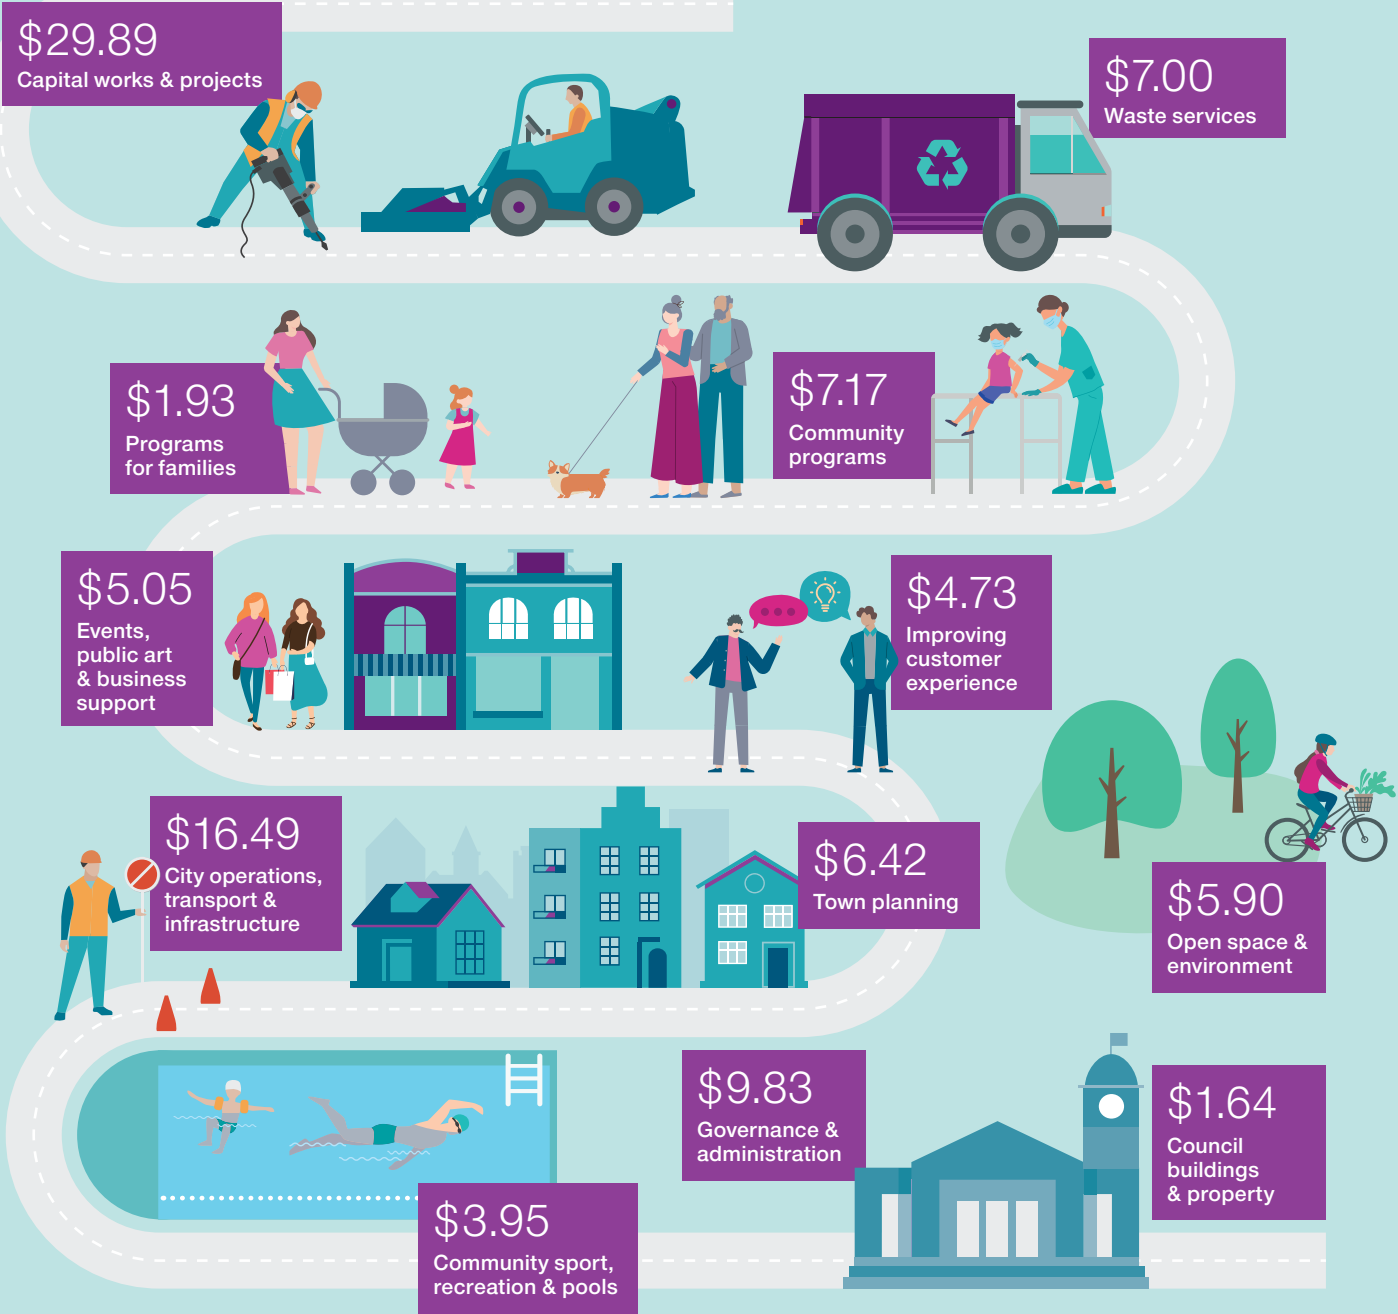 $29.89
Capital works & projects
$7.00
Waste services
$1.93
Programs
for families
$7.17
Community
programs
$5.05
Events,
public art
& business
support
$4.73
Improving
customer
experience
$16.49
City operations,
transport &
infrastructure
$6.42
Town planning
$5.90
Open space &
environment
$3.95
Community sport,
recreation & pools
$9.83
Governance &
administration
$1.64
Council
buildings
& property